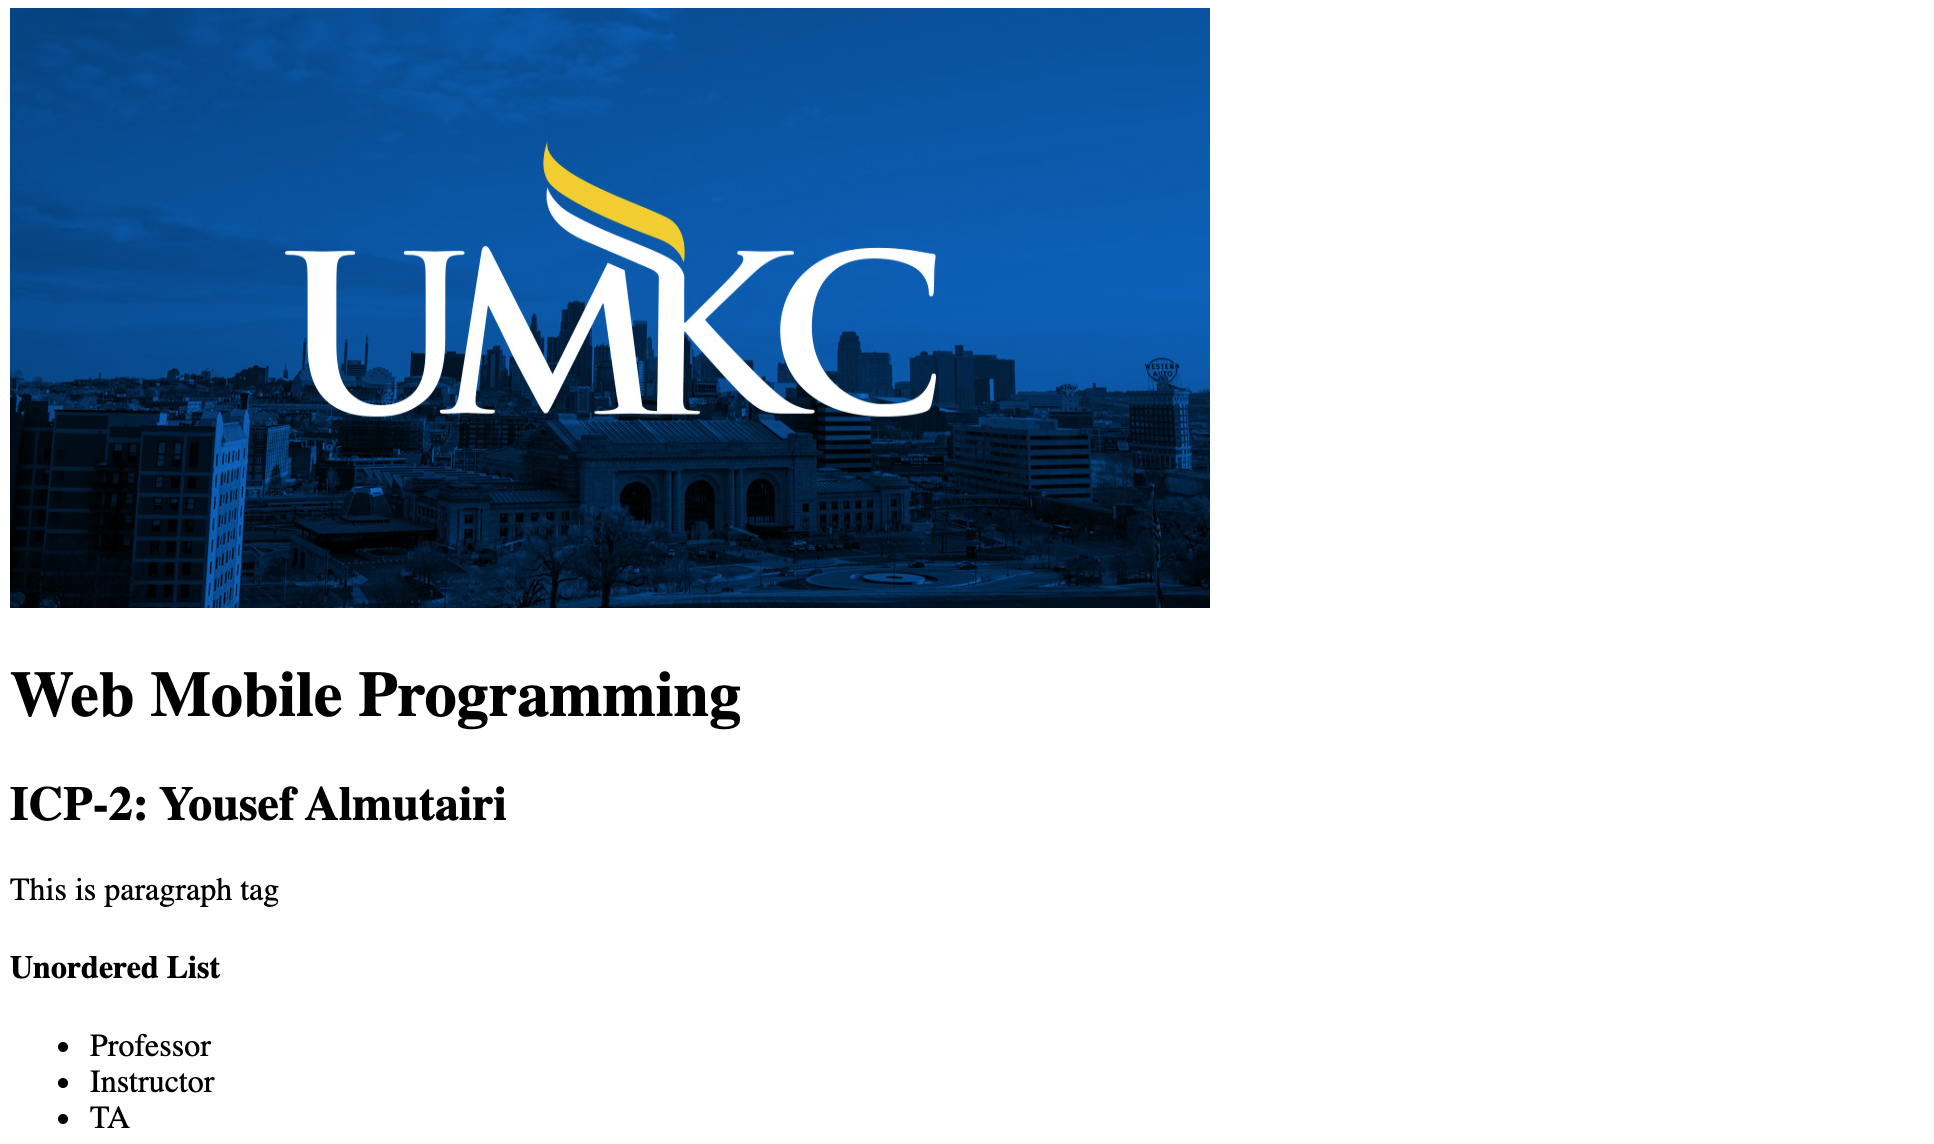 UMKC
WESTERN
AUTO
Web Mobile Programming
ICP-2: Yousef Almutairi
This is paragraph tag
Unordered List
Professor
Instructor
TA